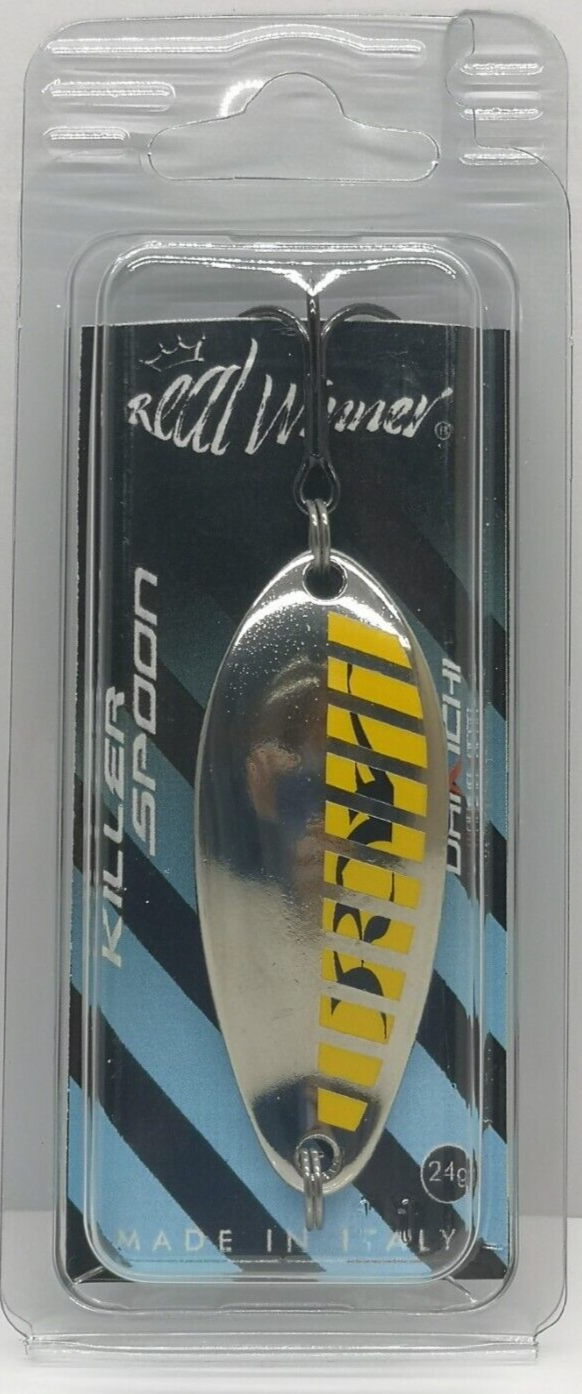 Real Winner®
KILLER
SPOON
DAIICHI
24g
MADE IN ITALY